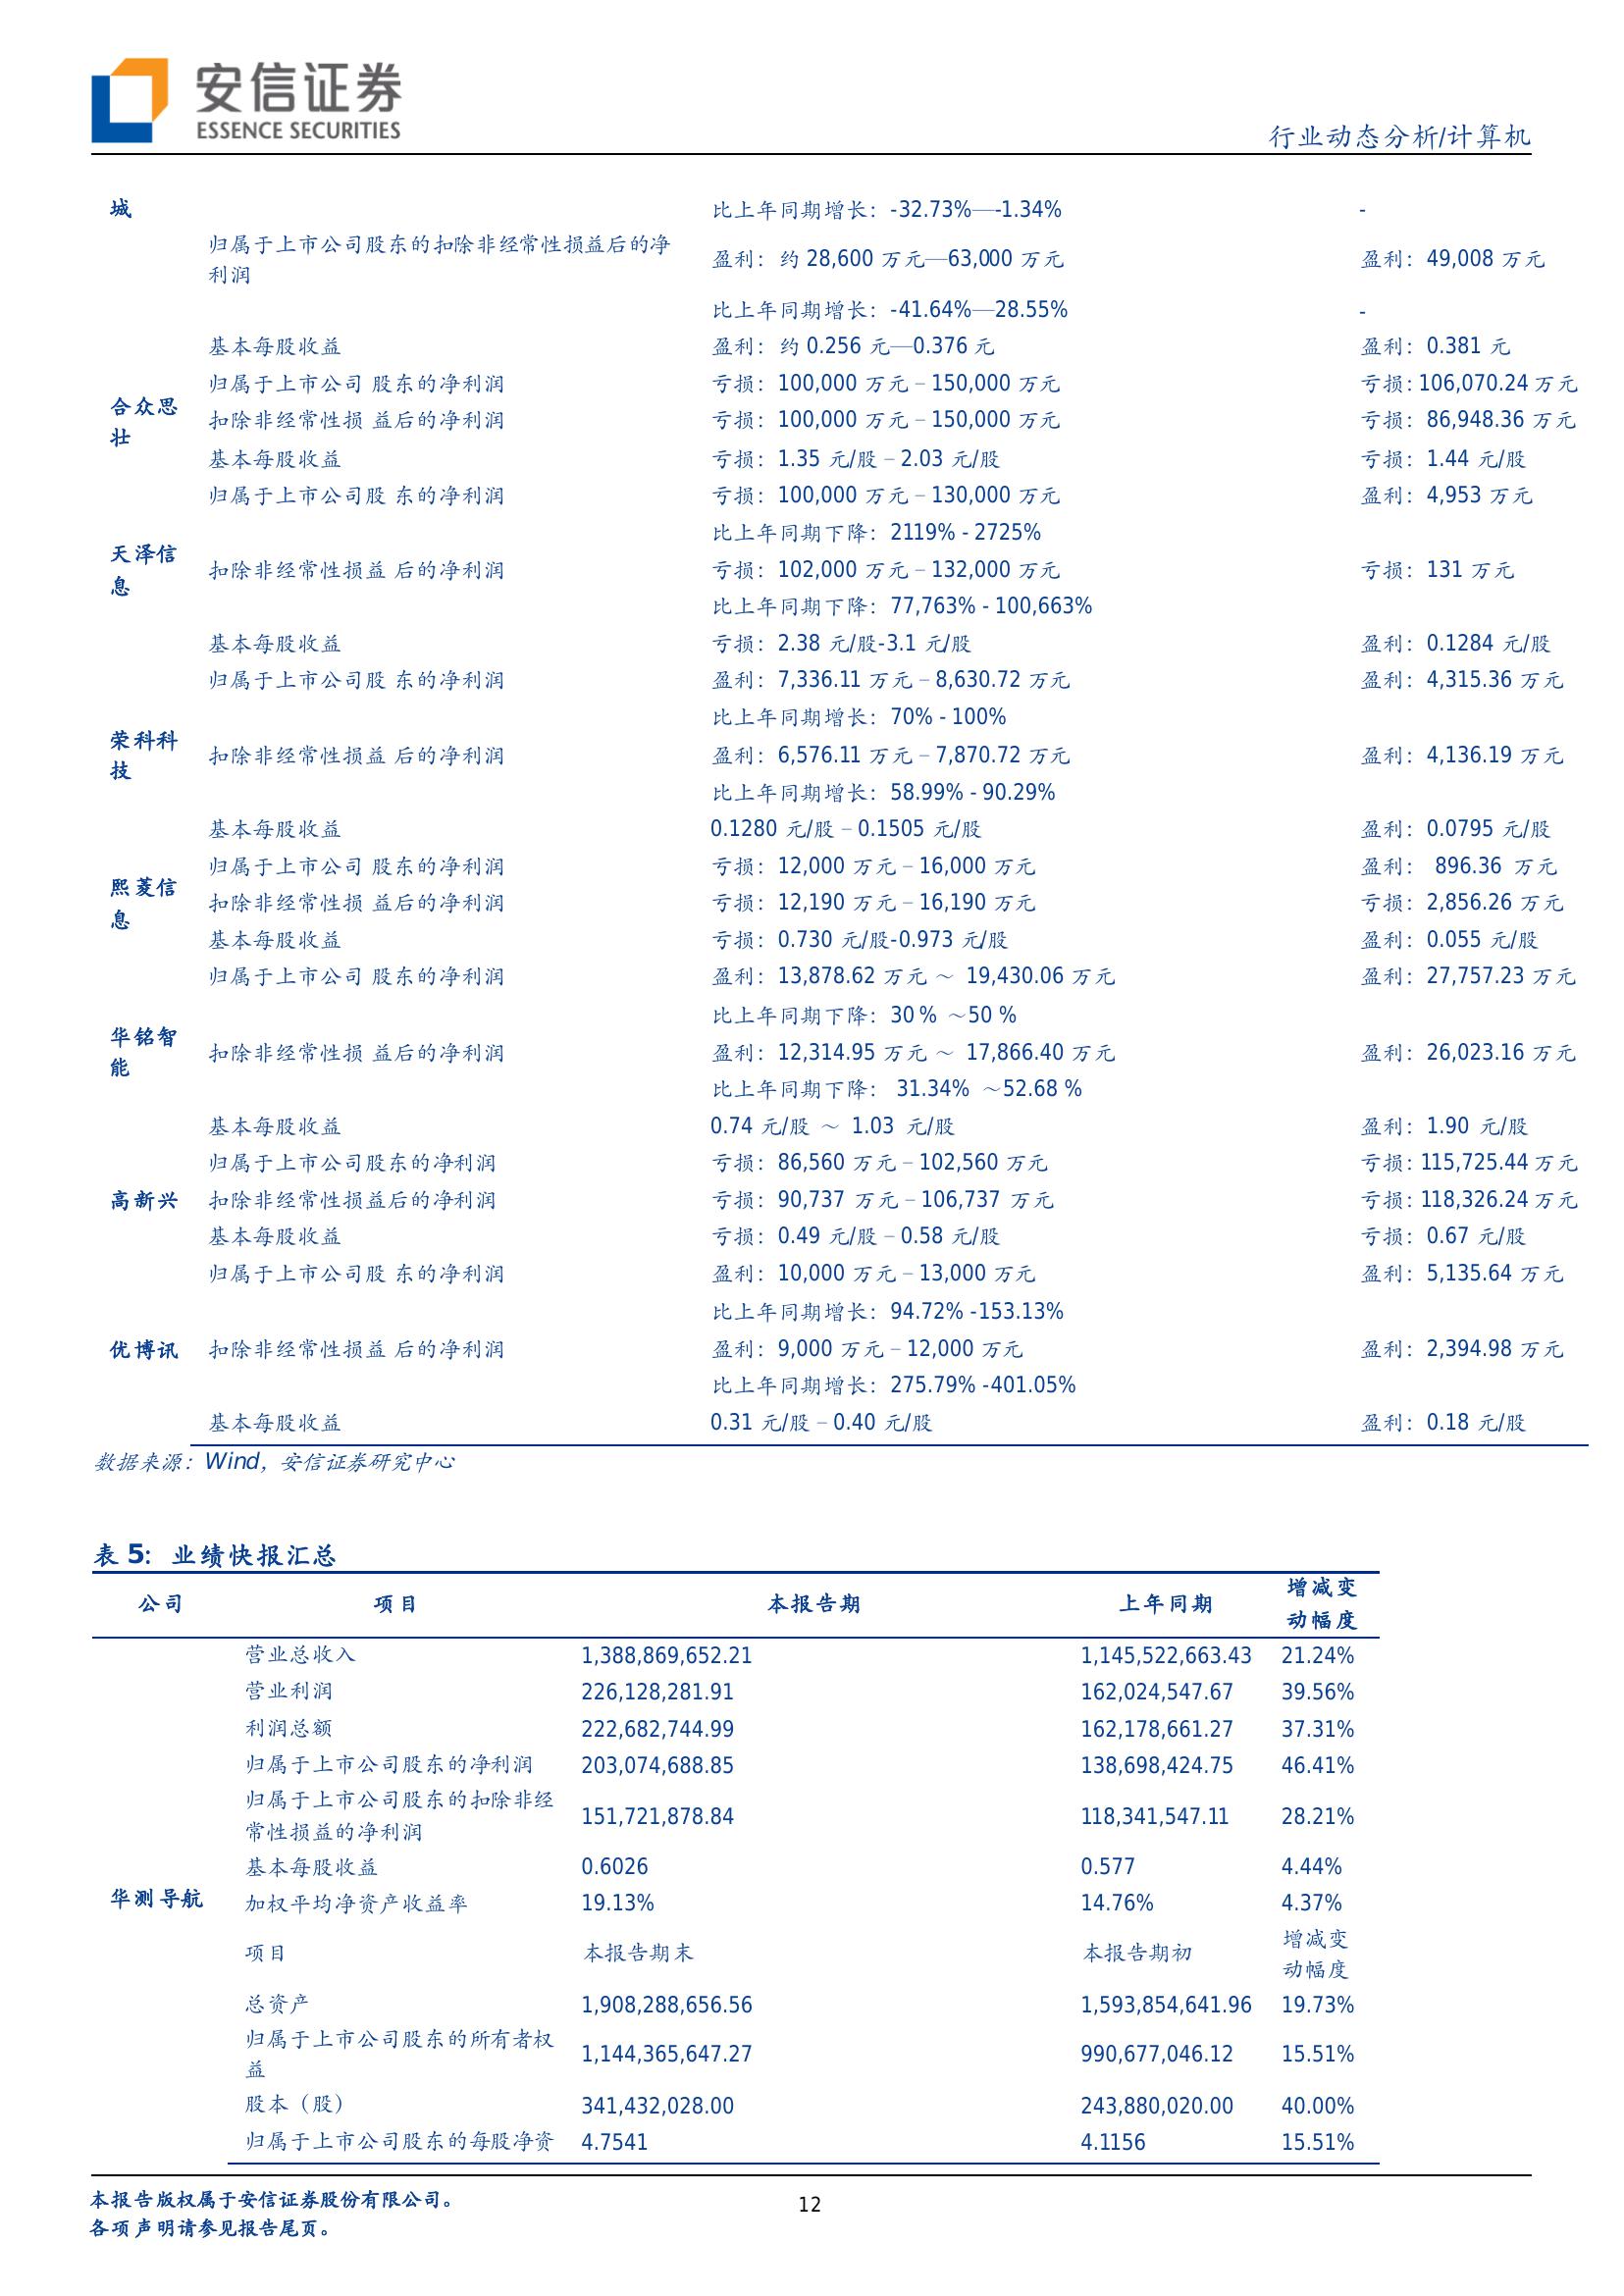 安信证券
ESSENCE SECURITIES
行业动态分析/计算机
城 比上年同期增长：-32.73%—-1.34% -
归属于上市公司股东的扣除非经常性损益后的净
利润 盈利：约 28,600 万元—63,000 万元 盈利：49,008 万元
比上年同期增长：-41.64%—28.55% -
基本每股收益 盈利：约 0.256 元—0.376 元 盈利：0.381 元
归属于上市公司 股东的净利润 亏损：100,000 万元 – 150,000 万元 亏损：106,070.24 万元
合众思
壮
扣除非经常性损 益后的净利润 亏损：100,000 万元 – 150,000 万元 亏损：86,948.36 万元
基本每股收益 亏损：1.35 元/股 – 2.03 元/股 亏损：1.44 元/股
归属于上市公司股 东的净利润 亏损：100,000 万元 – 130,000 万元 盈利：4,953 万元
比上年同期下降：2119% - 2725%
天泽信
息
扣除非经常性损益 后的净利润 亏损：102,000 万元 – 132,000 万元 亏损：131 万元
比上年同期下降：77,763% - 100,663%
基本每股收益 亏损：2.38 元/股-3.1 元/股 盈利：0.1284 元/股
归属于上市公司股 东的净利润 盈利：7,336.11 万元 – 8,630.72 万元 盈利：4,315.36 万元
比上年同期增长：70% - 100%
荣科科
技
扣除非经常性损益 后的净利润 盈利：6,576.11 万元 – 7,870.72 万元 盈利：4,136.19 万元
比上年同期增长：58.99% - 90.29%
基本每股收益 0.1280 元/股 – 0.1505 元/股 盈利：0.0795 元/股
归属于上市公司 股东的净利润 亏损：12,000 万元 – 16,000 万元 盈利： 896.36 万元
熙菱信
息
扣除非经常性损 益后的净利润 亏损：12,190 万元 – 16,190 万元 亏损：2,856.26 万元
基本每股收益 亏损：0.730 元/股-0.973 元/股 盈利：0.055 元/股
归属于上市公司 股东的净利润 盈利：13,878.62 万元 ～ 19,430.06 万元 盈利：27,757.23 万元
比上年同期下降：30 % ～50 %
华铭智
能
扣除非经常性损 益后的净利润 盈利：12,314.95 万元 ～ 17,866.40 万元 盈利：26,023.16 万元
比上年同期下降： 31.34% ～52.68 %
基本每股收益 0.74 元/股 ～ 1.03 元/股 盈利：1.90 元/股
归属于上市公司股东的净利润 亏损：86,560 万元 – 102,560 万元 亏损：115,725.44 万元
高新兴 扣除非经常性损益后的净利润 亏损：90,737 万元 – 106,737 万元 亏损：118,326.24 万元
基本每股收益 亏损：0.49 元/股 – 0.58 元/股 亏损：0.67 元/股
归属于上市公司股 东的净利润 盈利：10,000 万元 – 13,000 万元 盈利：5,135.64 万元
比上年同期增长：94.72% -153.13%
优博讯 扣除非经常性损益 后的净利润 盈利：9,000 万元 – 12,000 万元 盈利：2,394.98 万元
比上年同期增长：275.79% -401.05%
基本每股收益 0.31 元/股 – 0.40 元/股 盈利：0.18 元/股
数据来源：Wind，安信证券研究中心
表 5：业绩快报汇总
公司 项目 本报告期 上年同期 增减变
动幅度
营业总收入 1,388,869,652.21 1,145,522,663.43 21.24%
营业利润 226,128,281.91 162,024,547.67 39.56%
利润总额 222,682,744.99 162,178,661.27 37.31%
归属于上市公司股东的净利润 203,074,688.85 138,698,424.75 46.41%
归属于上市公司股东的扣除非经
常性损益的净利润 151,721,878.84 118,341,547.11 28.21%
基本每股收益 0.6026 0.577 4.44%
华测导航 加权平均净资产收益率 19.13% 14.76% 4.37%
项目 本报告期末 本报告期初 增减变
动幅度
总资产 1,908,288,656.56 1,593,854,641.96 19.73%
归属于上市公司股东的所有者权
益 1,144,365,647.27 990,677,046.12 15.51%
股本（股） 341,432,028.00 243,880,020.00 40.00%
归属于上市公司股东的每股净资 4.7541 4.1156 15.51%
本报告版权属于安信证券股份有限公司。
各项声明请参见报告尾页。
12